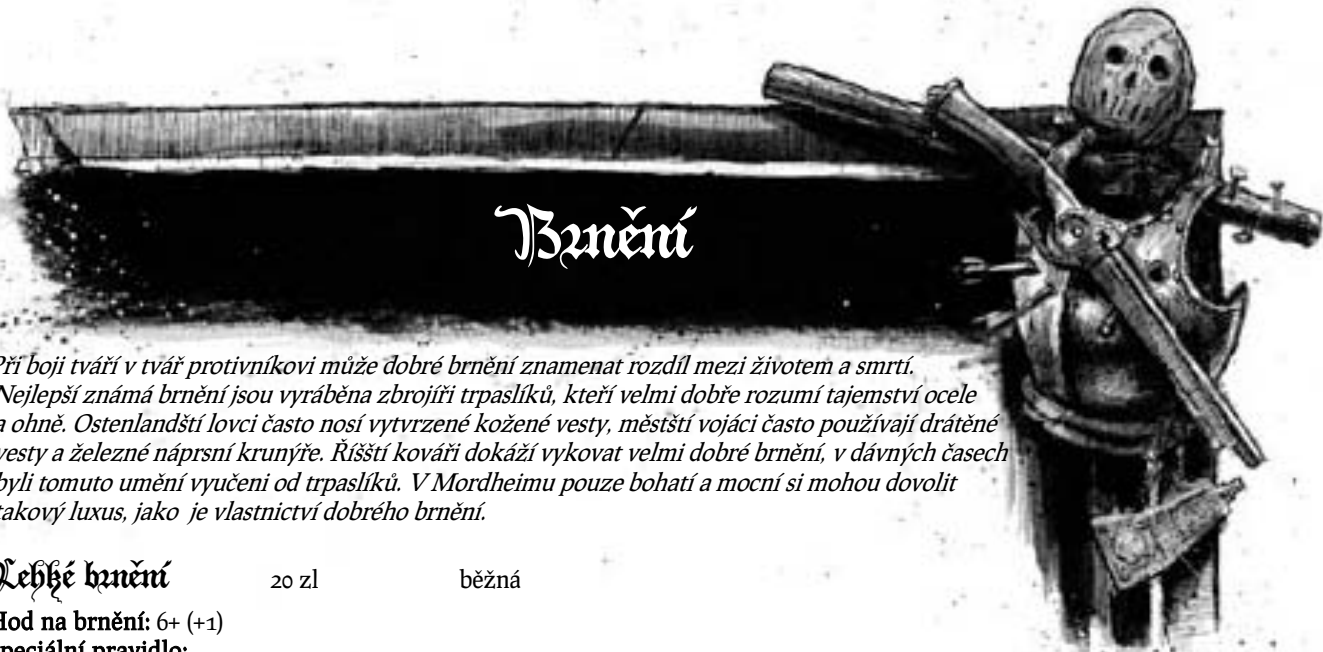 Brnění
Při boji tváří v tvář protivníkovi může dobré brnění znamenat rozdíl mezi životem a smrtí.
Nejlepší známá brnění jsou vyráběna zbrojíři trpaslíků, kteří velmi dobře rozumí tajemství ocele
a ohně. Ostenlandští lovci často nosí vytvrzené kožené vesty, městští vojáci často používají drátěné
vesty a železné náprsní krunýře. Říšští kováři dokáží vykovat velmi dobré brnění, v dávných časech
byli tomuto umění vyučeni od trpaslíků. V Mordheimu pouze bohatí a mocní si mohou dovolit
takový luxus, jako je vlastnictví dobrého brnění.
Lehké brnění 20 zl běžná
Hod na brnění: 6+ (+1)
Speciální pravidlo: